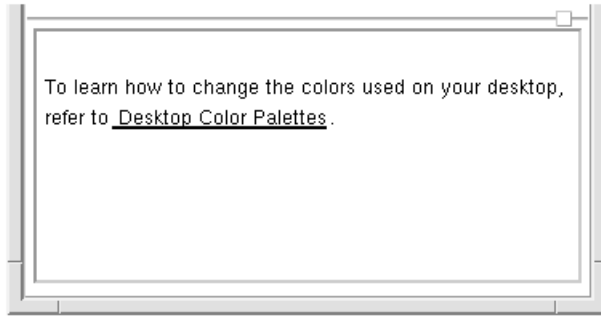 To learn how to change the colors used on your desktop,
refer to Desktop Color Palettes.